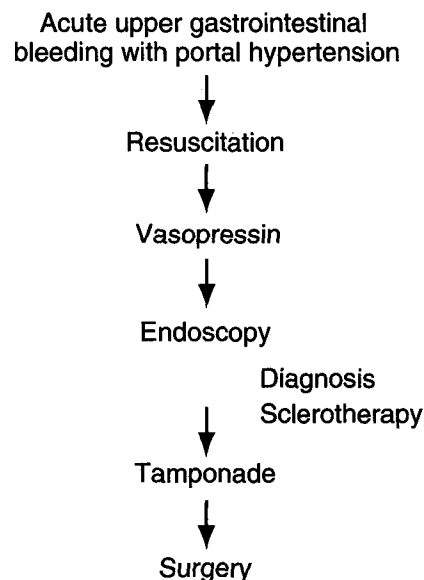 Acute upper gastrointestinal
bleeding with portal hypertension
Resuscitation
Vasopressin
Endoscopy
Diagnosis
Sclerotherapy
Tamponade
Surgery